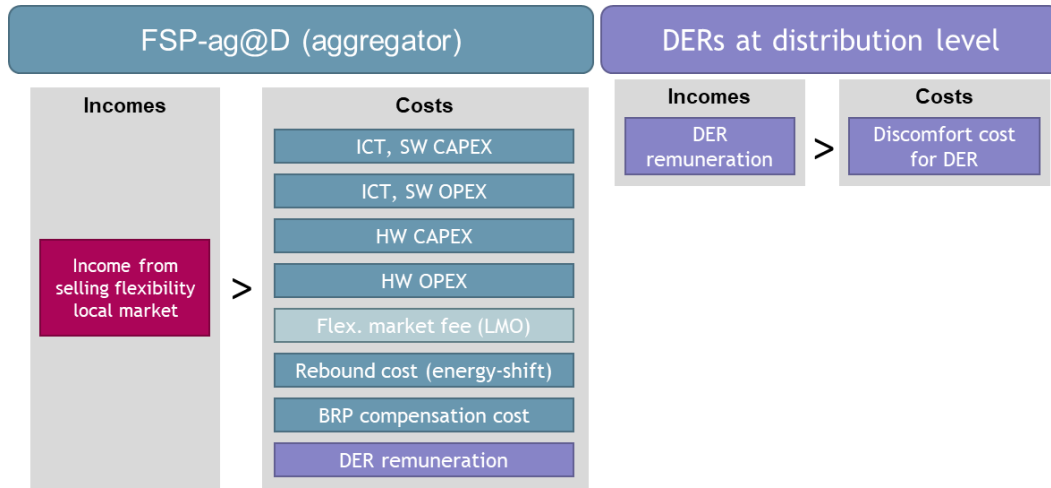 FSP-ag@D (aggregator)
Incomes
Income from
selling flexibility
local market
>
Costs
ICT, SW CAPEX
ICT, SW OPEX
HW CAPEX
HW OPEX
Flex. market fee (LMO)
Rebound cost (energy-shift)
BRP compensation cost
DER remuneration
DERs at distribution level
Incomes
DER
remuneration
>
Costs
Discomfort cost
for DER